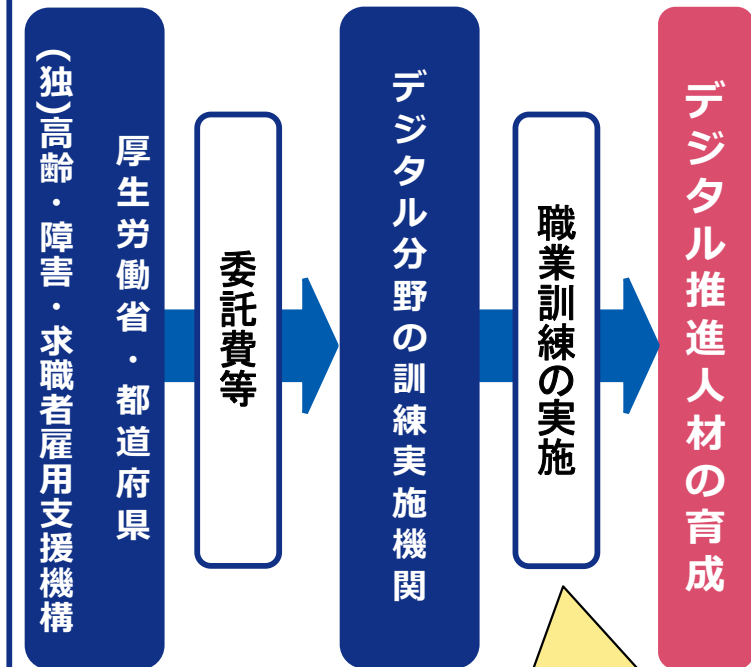 厚生労働省・都道府県
(独)高齢・障害・求職者雇用支援機構
委託費等
デジタル分野の訓練実施機関
職業訓練の実施
デジタル推進人材の育成